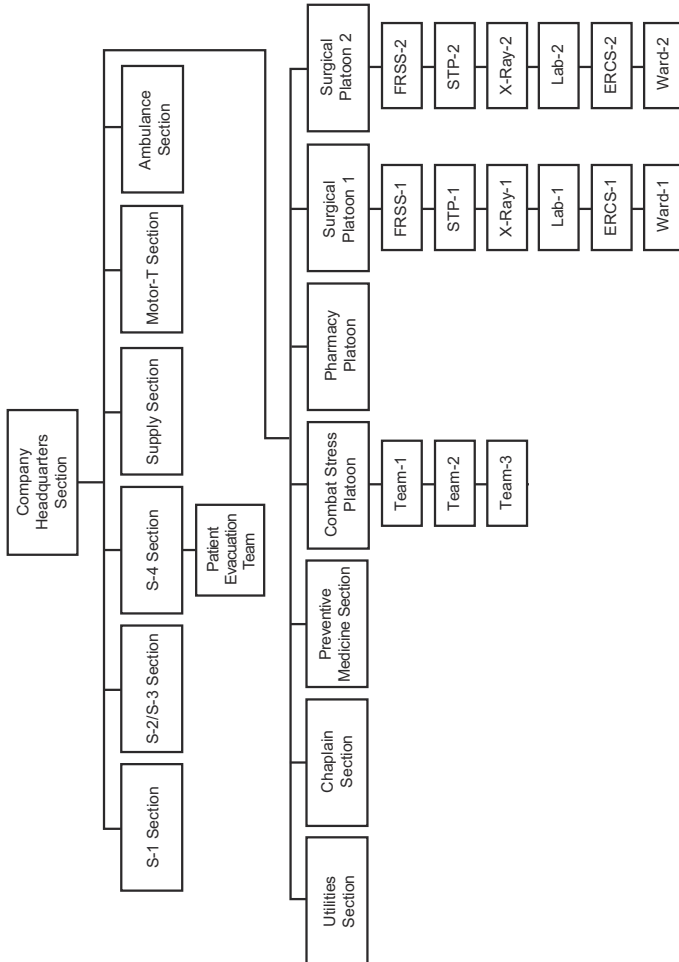 Company
Headquarters
Section
S-1 Section
S-2/S-3 Section
S-4 Section
Supply Section
Motor-T Section
Ambulance
Section
Patient
Evacuation
Team
Utilities
Section
Chaplain
Section
Preventive
Medicine Section
Combat Stress
Platoon
Pharmacy
Platoon
Surgical
Platoon 1
Surgical
Platoon 2
Team-1
Team-2
Team-3
FRSS-1
STP-1
X-Ray-1
Lab-1
ERCS-1
Ward-1
FRSS-2
STP-2
X-Ray-2
Lab-2
ERCS-2
Ward-2